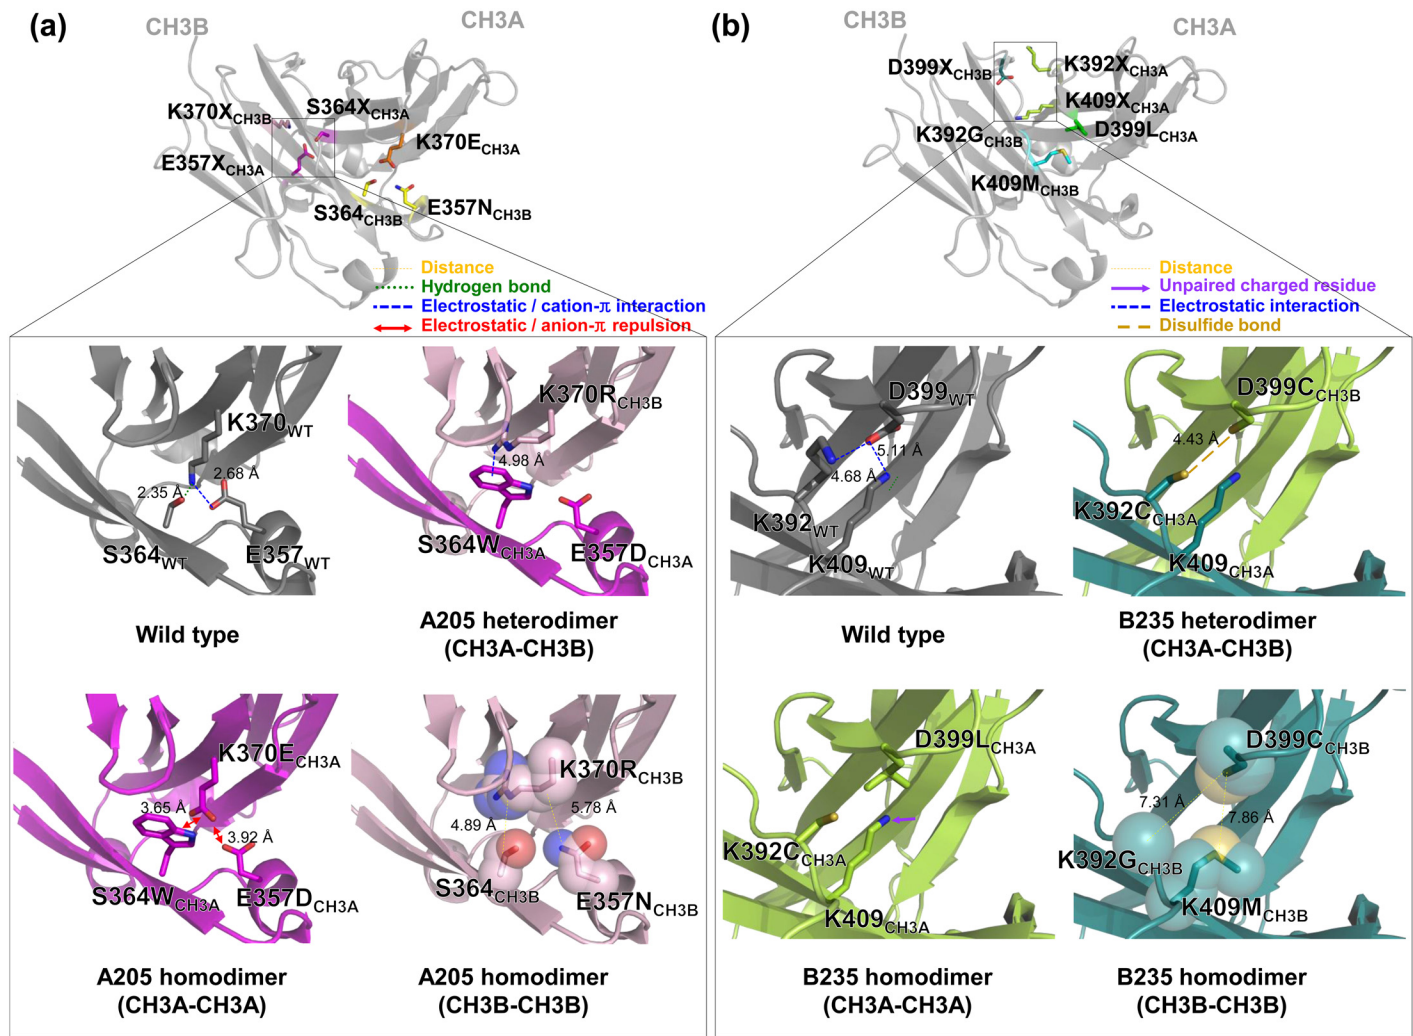 (a)
CH3B
CH3A
K370XCH3B
S364XCH3A
K370ECH3A
E357XCH3A
S364CH3B
E357NCH3B
Distance
Hydrogen bond
Electrostatic / cation-π interaction
Electrostatic / anion-π repulsion
K370WT
2.68 Å
2.35 Å
S364WT
E357WT
Wild type
K370RCH3B
4.98 Å
S364WCH3A
E357DCH3A
A205 heterodimer
(CH3A-CH3B)
K370ECH3A
3.65 Å
3.92 Å
S364WCH3A
E357DCH3A
A205 homodimer
(CH3A-CH3A)
K370RCH3B
5.78 Å
4.89 Å
S364CH3B
E357NCH3B
A205 homodimer
(CH3B-CH3B)
(b)
CH3B
CH3A
D399XCH3B
K392XCH3A
K409XCH3A
K392GCH3B
D399LCH3A
K409MCH3B
Distance
Unpaired charged residue
Electrostatic interaction
Disulfide bond
D399WT
5.11 Å
4.68 Å
K392WT
K409WT
Wild type
D399CCH3B
4.43 Å
K392CCH3A
K409CH3A
B235 heterodimer
(CH3A-CH3B)
D399LCH3A
K392CCH3A
K409CH3A
B235 homodimer
(CH3A-CH3A)
D399CCH3B
7.31 Å
7.86 Å
K392GCH3B
K409MCH3B
B235 homodimer
(CH3B-CH3B)